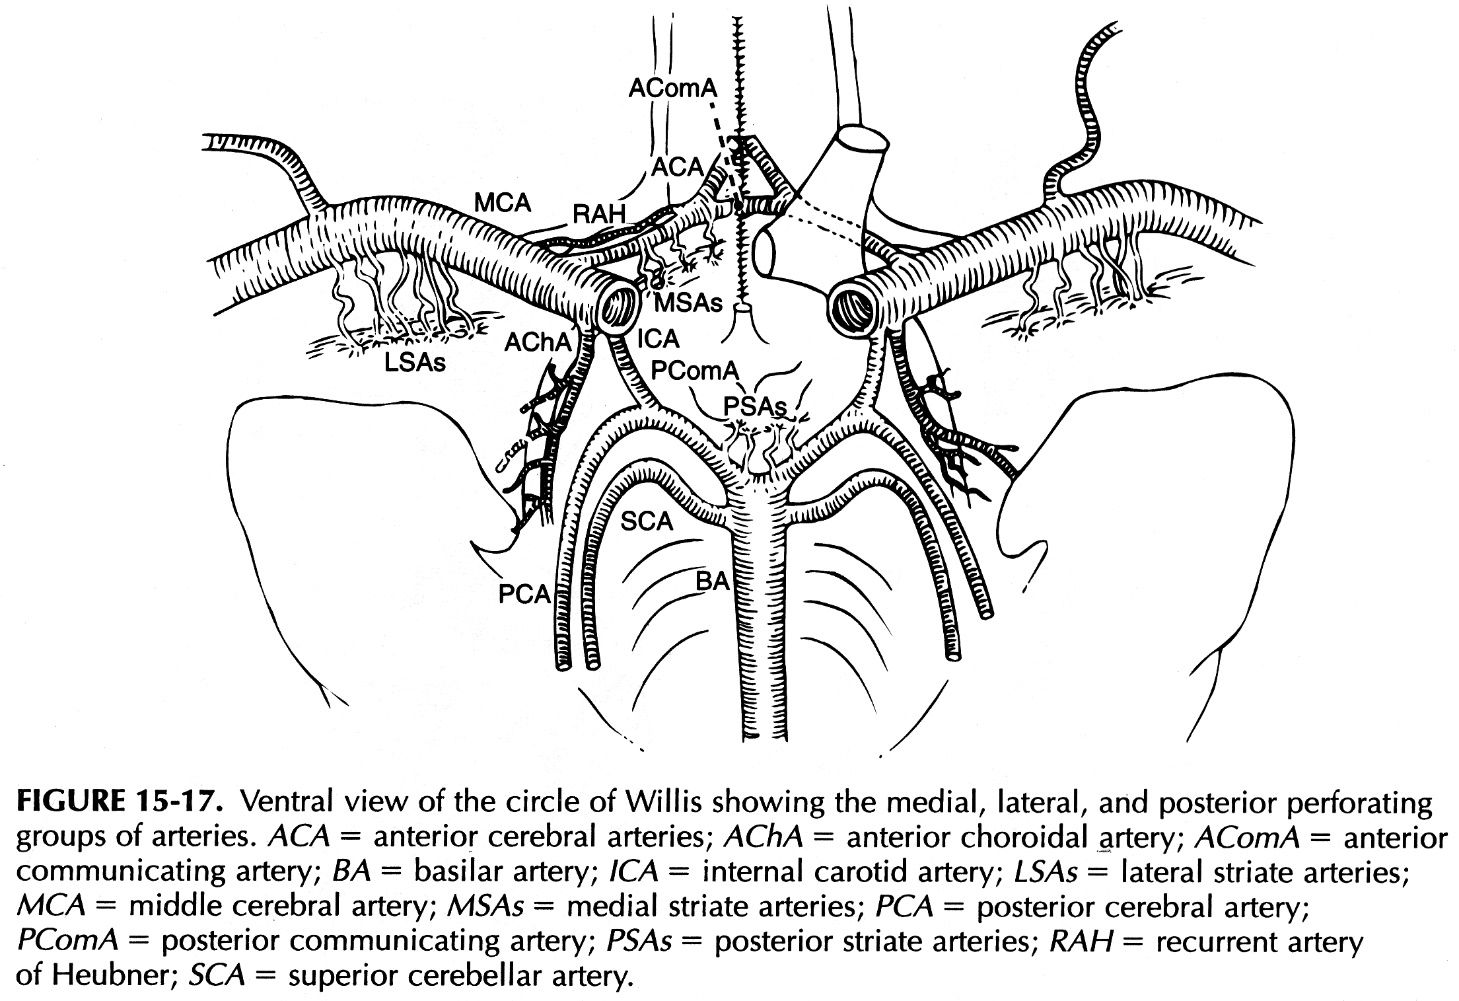 AComA
ACA
MCA
RAH
MSAs
AChA
ICA
LSAs
PComA
PSAs
SCA
BA
PCA
FIGURE 15-17. Ventral view of the circle of Willis showing the medial, lateral, and posterior perforating
groups of arteries. ACA = anterior cerebral arteries; AChA = anterior choroidal artery; AComA = anterior
communicating artery; BA = basilar artery; ICA = internal carotid artery; LSAs = lateral striate arteries;
MCA = middle cerebral artery; MSAs = medial striate arteries; PCA = posterior cerebral artery;
PComA = posterior communicating artery; PSAs = posterior striate arteries; RAH = recurrent artery
of Heubner; SCA = superior cerebellar artery.